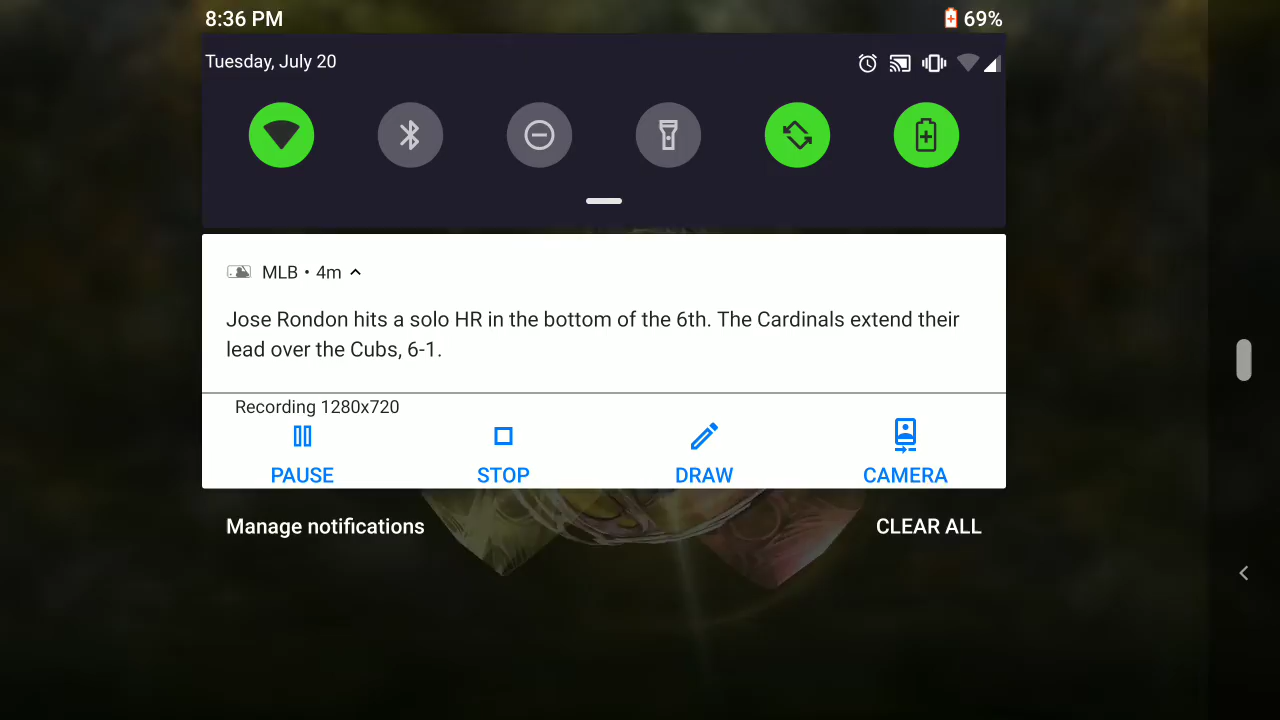 8:36 PM 69%
Tuesday, July 20
MLB • 4m
Jose Rondon hits a solo HR in the bottom of the 6th. The Cardinals extend their
lead over the Cubs, 6-1.
Recording 1280x720
PAUSE STOP DRAW CAMERA
Manage notifications CLEAR ALL